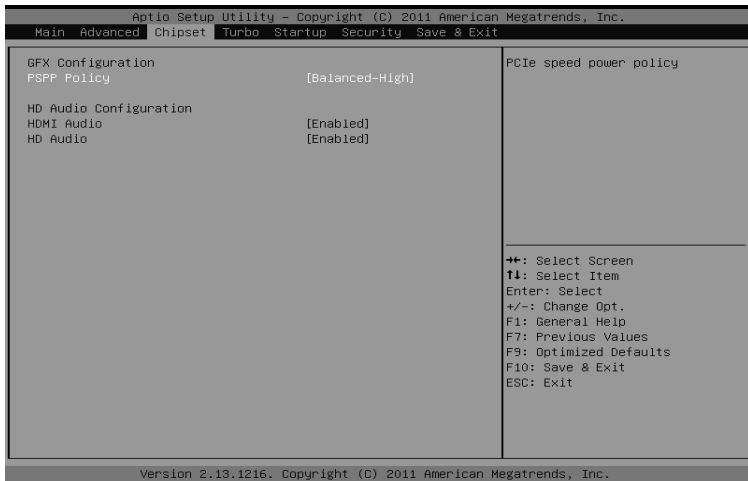 Aptio Setup Utility – Copyright (C) 2011 American Megatrends, Inc.
Main Advanced Chipset Turbo Startup Security Save & Exit
GFX Configuration
PSPP Policy [Balanced-High]
HD Audio Configuration
HDMI Audio [Enabled]
HD Audio [Enabled]
PCIe speed power policy
→←: Select Screen
↑↓: Select Item
Enter: Select
+/-: Change Opt.
F1: General Help
F7: Previous Values
F9: Optimized Defaults
F10: Save & Exit
ESC: Exit
Version 2.13.1216. Copyright (C) 2011 American Megatrends, Inc.